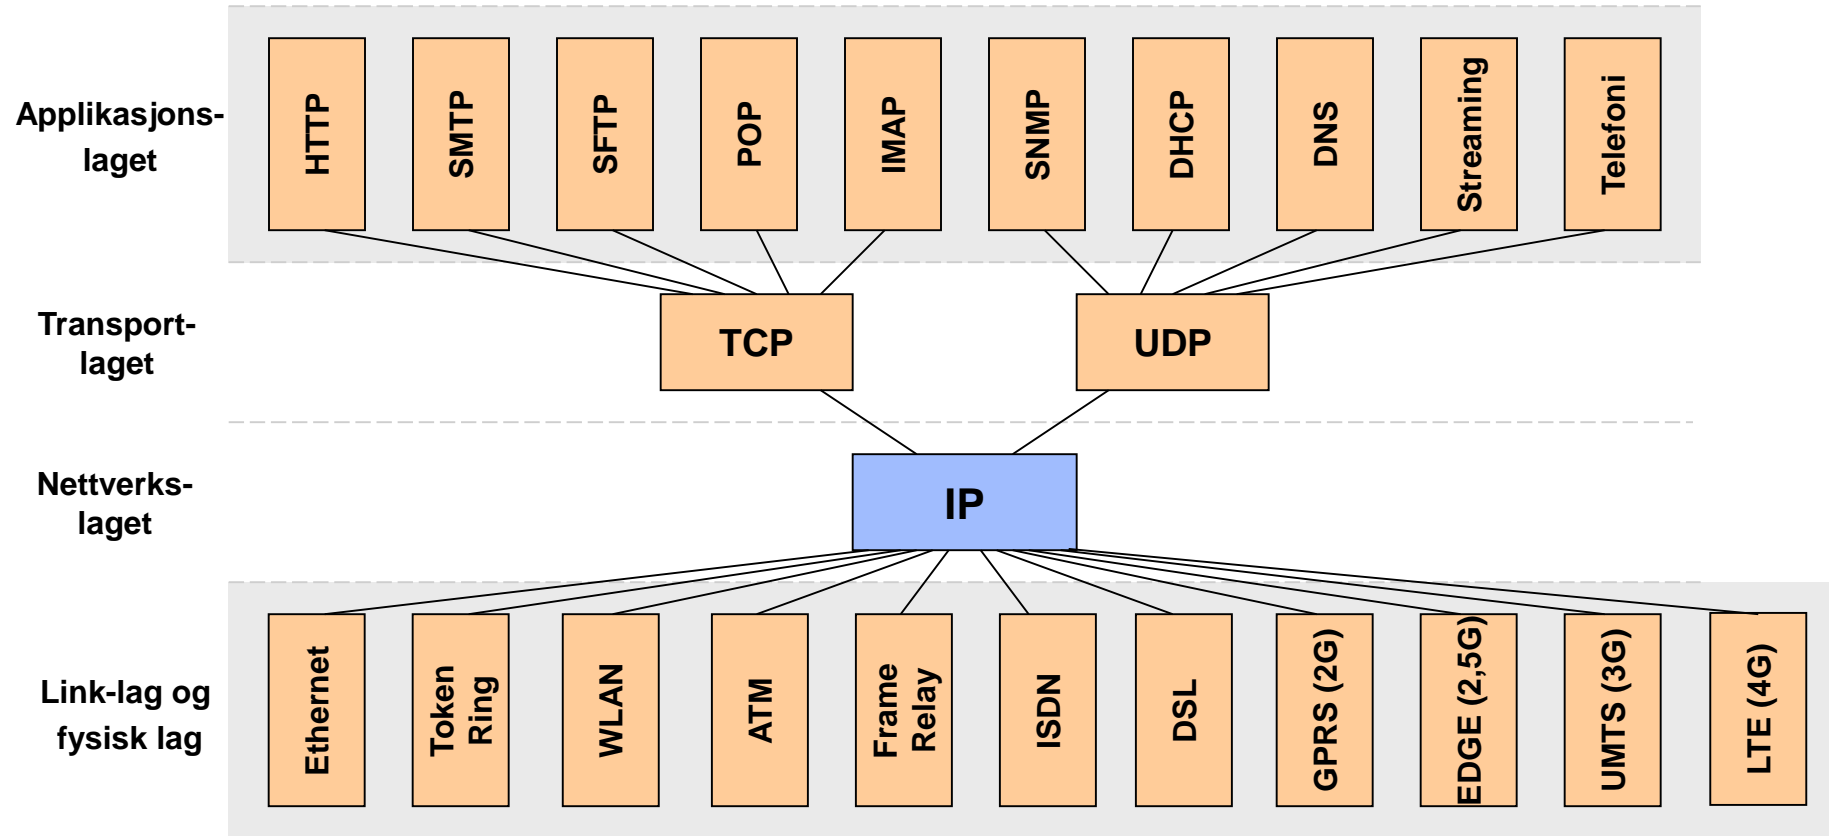 Applikasjons-
laget
HTTP
SMTP
SFTP
POP
IMAP
SNMP
DHCP
DNS
Streaming
Telefoni
Transport-
laget
TCP
UDP
Nettverks-
laget
IP
Link-lag og
fysisk lag
Ethernet
Token
Ring
WLAN
ATM
Frame
Relay
ISDN
DSL
GPRS (2G)
EDGE (2,5G)
UMTS (3G)
LTE (4G)